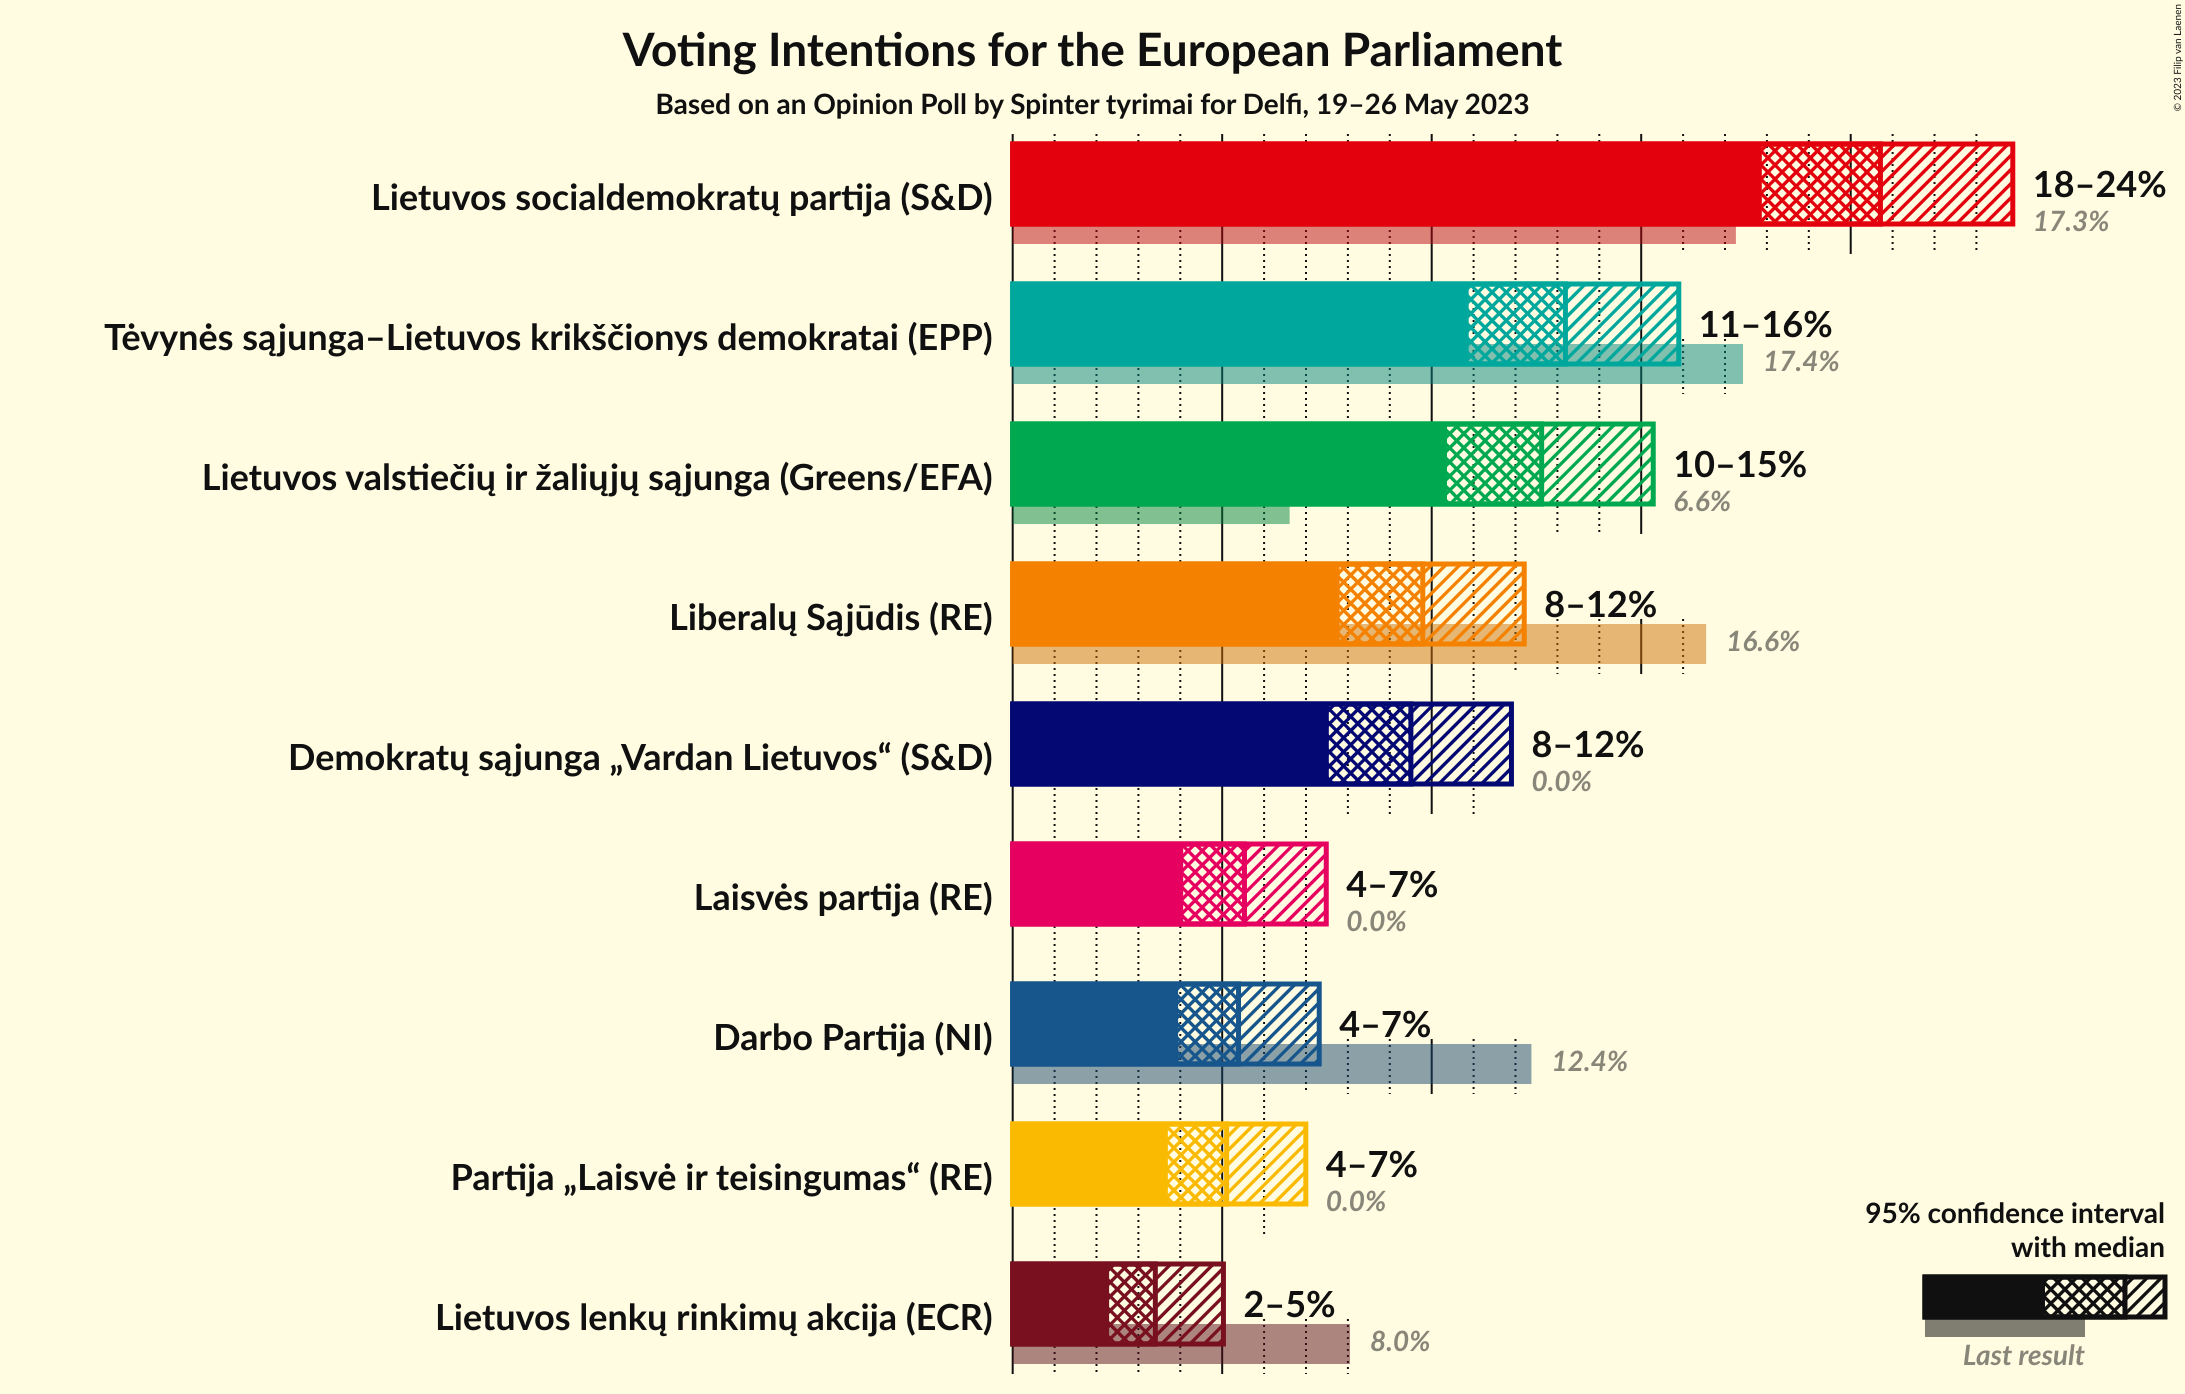 Voting Intentions for the European Parliament
Based on an Opinion Poll by Spinter tyrimai for Delfi, 19–26 May 2023
© 2023 Filip van Laenen
Lietuvos socialdemokratų partija (S&D)
18–24%
17.3%
Tėvynės sąjunga–Lietuvos krikščionys demokratai (EPP)
11–16%
17.4%
Lietuvos valstiečių ir žaliųjų sąjunga (Greens/EFA)
10–15%
6.6%
Liberalų Sąjūdis (RE)
8–12%
16.6%
Demokratų sąjunga „Vardan Lietuvos“ (S&D)
8–12%
0.0%
Laisvės partija (RE)
4–7%
0.0%
Darbo Partija (NI)
4–7%
12.4%
Partija „Laisvė ir teisingumas“ (RE)
4–7%
0.0%
Lietuvos lenkų rinkimų akcija (ECR)
2–5%
8.0%
95% confidence interval
with median
Last result